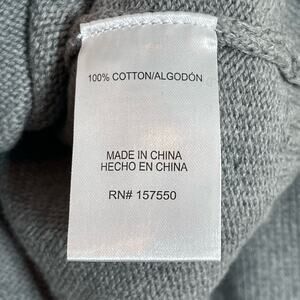 100% COTTON/ALGODÓN
MADE IN CHINA
HECHO EN CHINA
RN# 157550